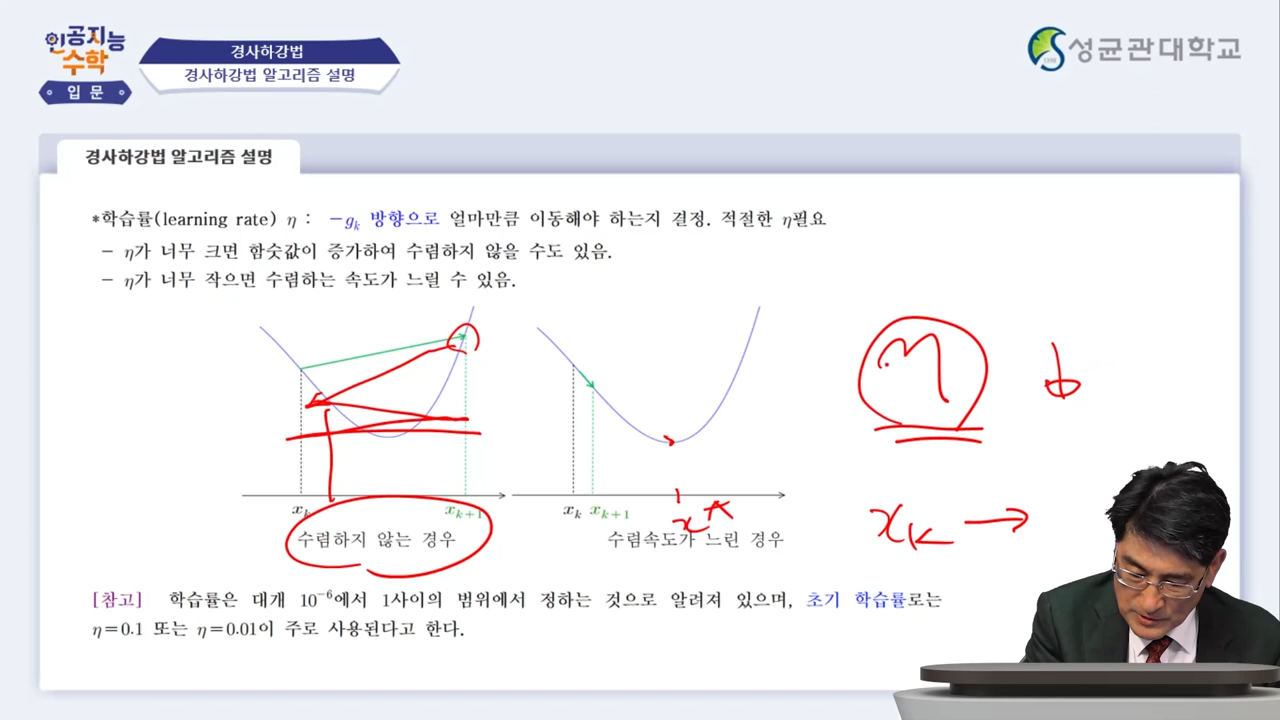 인공지능
수학
입문
경사하강법
경사하강법 알고리즘 설명
성균관대학교
경사하강법 알고리즘 설명
*학습률(learning rate) η : −gₖ 방향으로 얼마만큼 이동해야 하는지 결정. 적절한 η필요
− η가 너무 크면 함숫값이 증가하여 수렴하지 않을 수도 있음.
− η가 너무 작으면 수렴하는 속도가 느릴 수 있음.
η
xₖ xₖ₊₁ xₖ xₖ₊₁
x*
xₖ →
수렴하지 않는 경우 수렴속도가 느린 경우
[참고] 학습률은 대개 10⁻⁶에서 1사이의 범위에서 정하는 것으로 알려져 있으며, 초기 학습률로는
η=0.1 또는 η=0.01이 주로 사용된다고 한다.